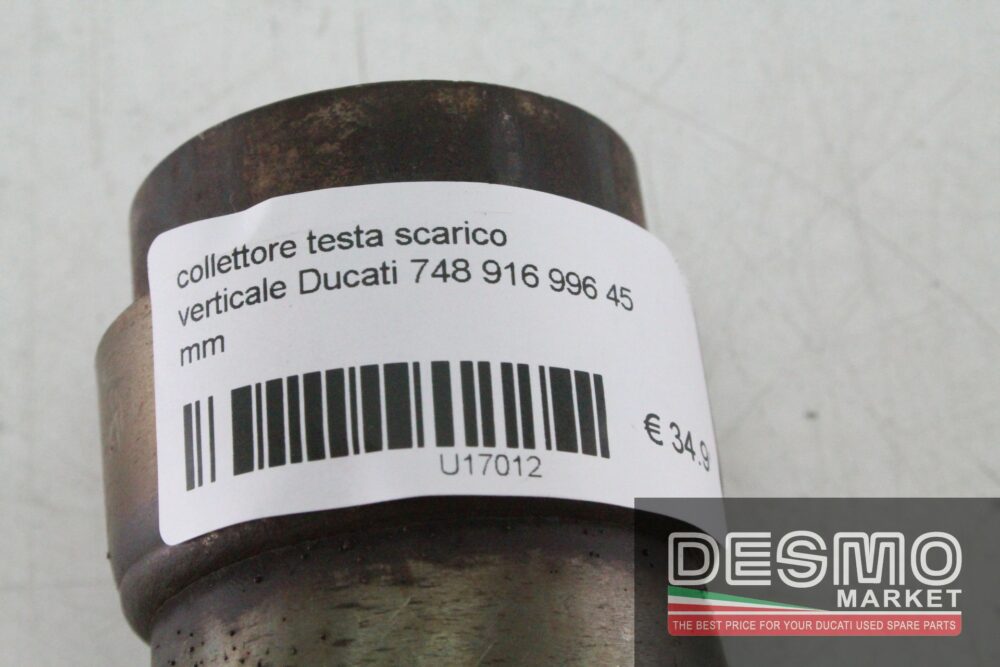 collettore testa scarico
verticale Ducati 748 916 996 45
mm
€ 34.9
U17012
DESMO
MARKET
THE BEST PRICE FOR YOUR DUCATI USED SPARE PARTS